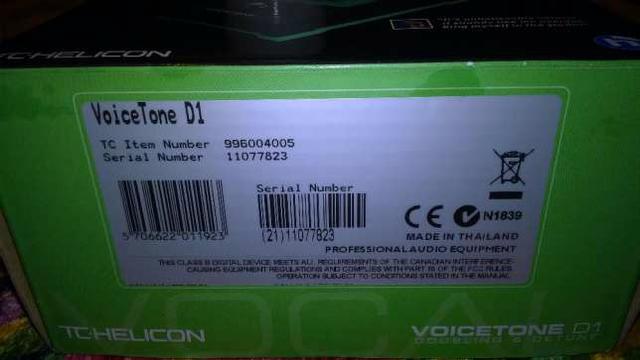 TC·HELICON
VoiceTone D1
TC Item Number 996004005
Serial Number 11077823
Serial Number
5 706622 011923
(21)11077823
CE N1839
MADE IN THAILAND
PROFESSIONAL AUDIO EQUIPMENT
THIS CLASS B DIGITAL DEVICE MEETS ALL REQUIREMENTS OF THE CANADIAN INTERFERENCE-
CAUSING EQUIPMENT REGULATIONS AND COMPLIES WITH PART 15 OF THE FCC RULES.
OPERATION SUBJECT TO CONDITIONS STATED IN THE MANUAL.
VOCAL
TC·HELICON
VOICETONE D1
DOUBLING & DETUNE